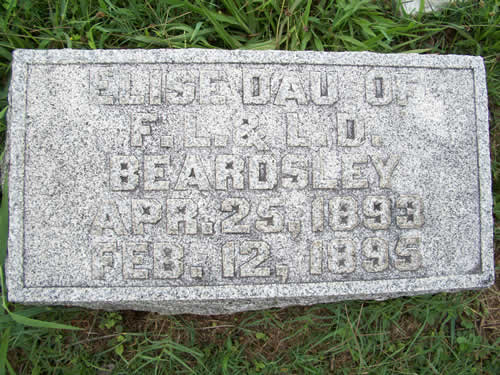 ELISE DAU OF
F. L. & L. D.
BEARDSLEY
APR. 25, 1893
FEB. 12, 1895